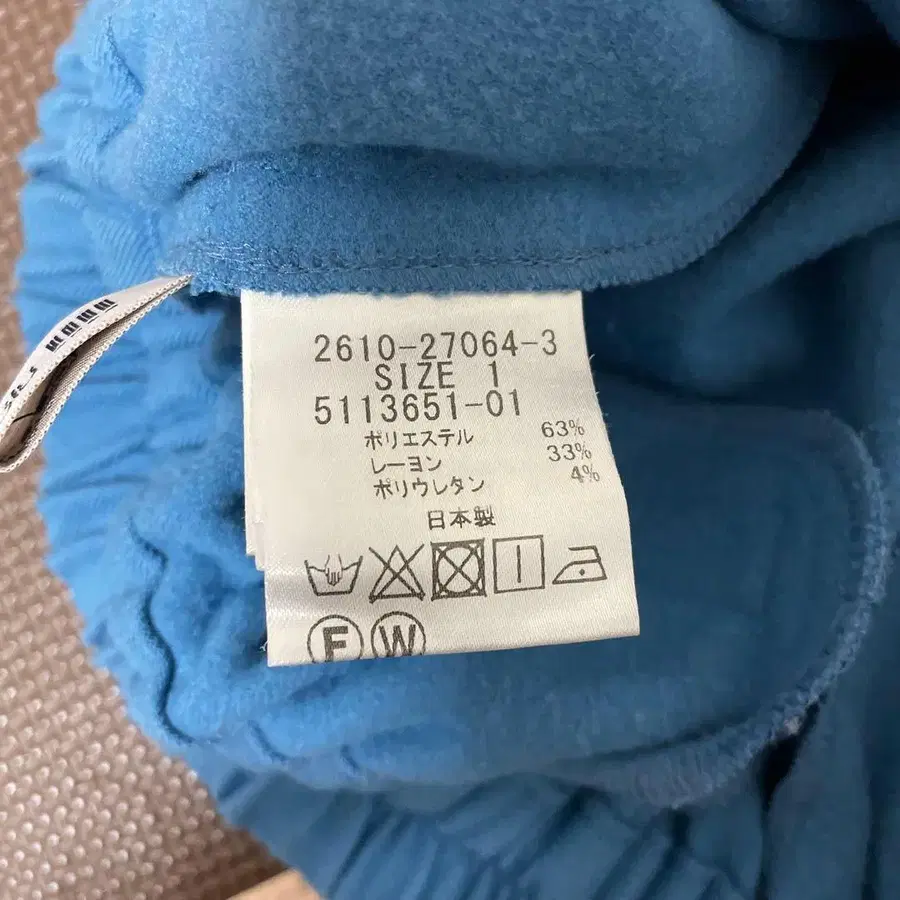 2610-27064-3
SIZE 1
5113651-01
ポリエステル 63%
レーヨン 33%
ポリウレタン 4%
日本製
F W